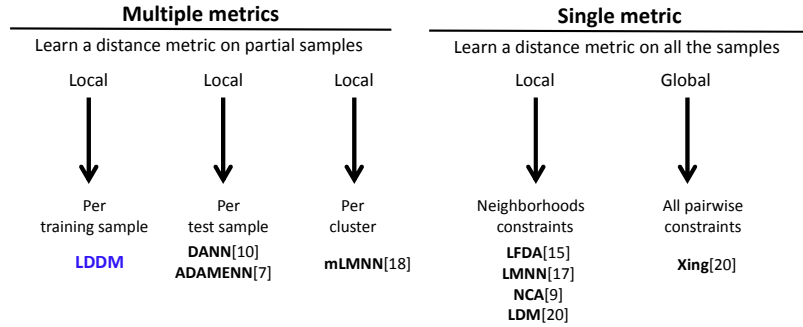 Multiple metrics
Learn a distance metric on partial samples
Local
Local
Local
Per
training sample
LDDM
Per
test sample
DANN[10]
ADAMENN[7]
Per
cluster
mLMNN[18]
Single metric
Learn a distance metric on all the samples
Local
Global
Neighborhoods
constraints
LFDA[15]
LMNN[17]
NCA[9]
LDM[20]
All pairwise
constraints
Xing[20]